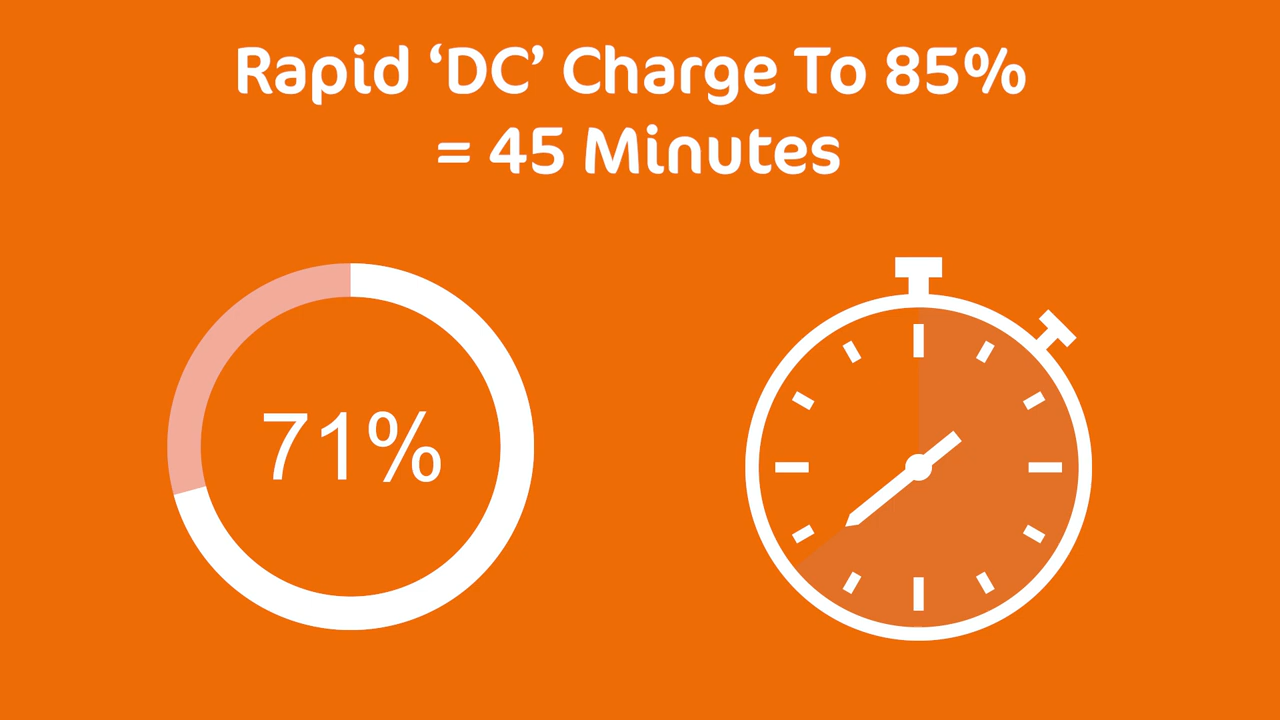 Rapid ‘DC’ Charge To 85%
= 45 Minutes
71%